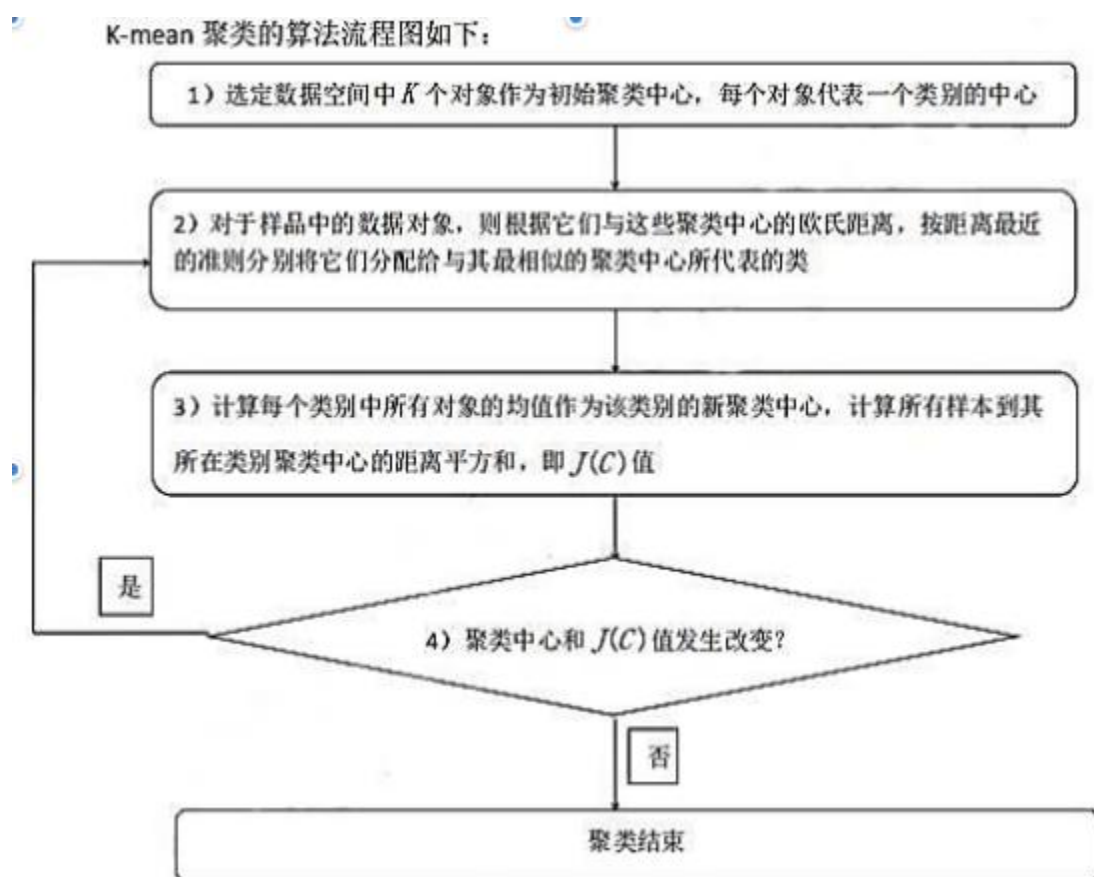 K-mean 聚类的算法流程图如下：
1）选定数据空间中 K 个对象作为初始聚类中心，每个对象代表一个类别的中心
2）对于样品中的数据对象，则根据它们与这些聚类中心的欧氏距离，按距离最近
的准则分别将它们分配给与其最相似的聚类中心所代表的类
3）计算每个类别中所有对象的均值作为该类别的新聚类中心，计算所有样本到其
所在类别聚类中心的距离平方和，即 J(C) 值
是
4）聚类中心和 J(C) 值发生改变？
否
聚类结束